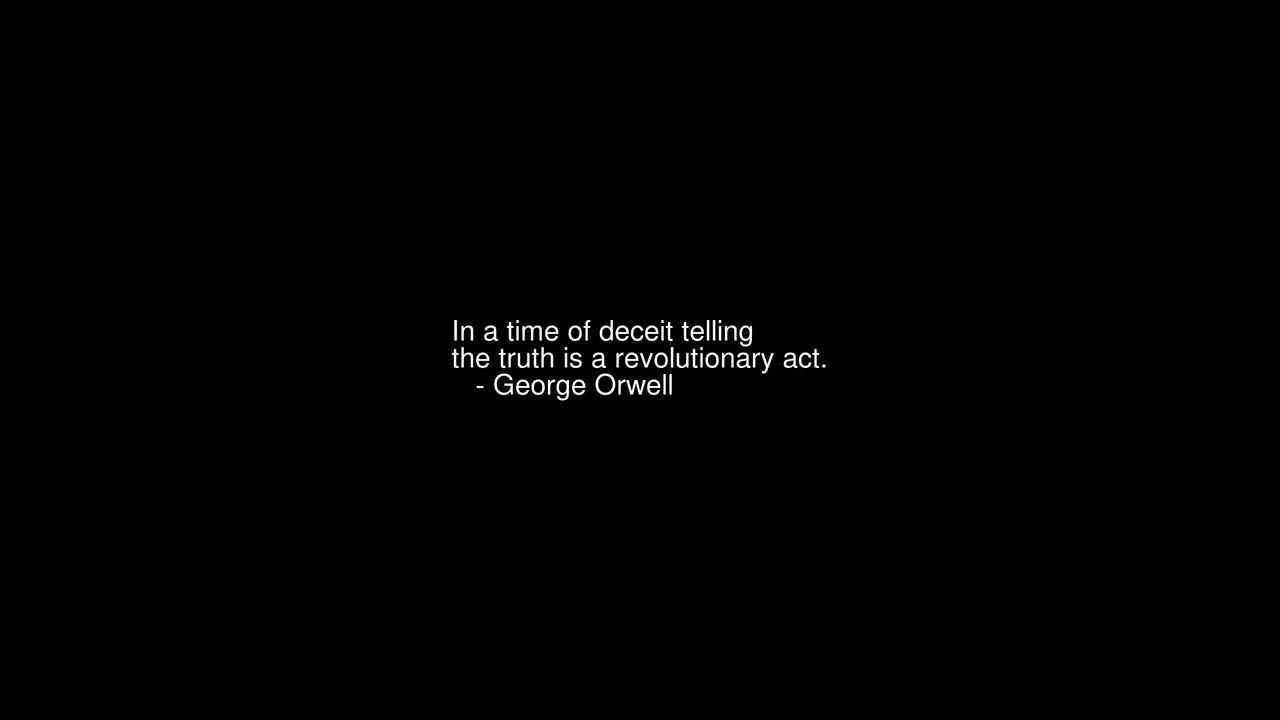 In a time of deceit telling
the truth is a revolutionary act.
- George Orwell